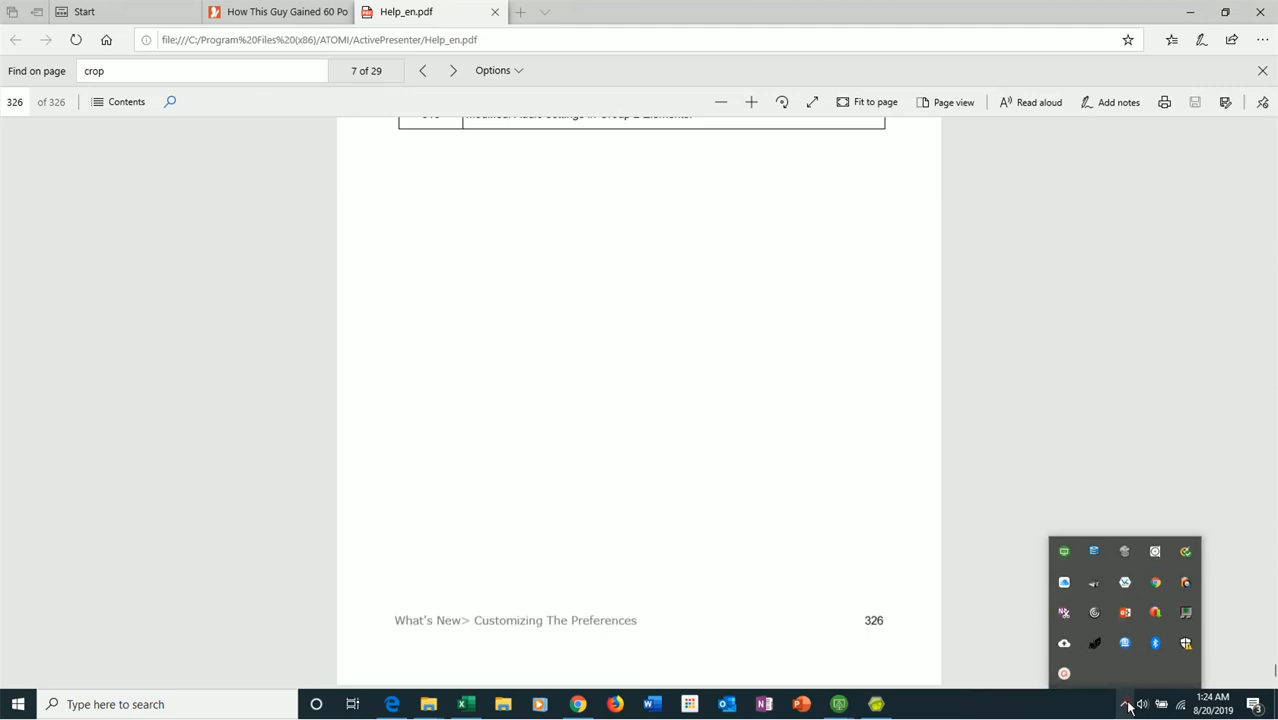 Start
How This Guy Gained 60 Po
Help_en.pdf
file:///C:/Program%20Files%20(x86)/ATOMI/ActivePresenter/Help_en.pdf
Find on page
crop
7 of 29
Options
326 of 326
Contents
Fit to page
Page view
Read aloud
Add notes
What's New> Customizing The Preferences
326
Type here to search
1:24 AM
8/20/2019
3